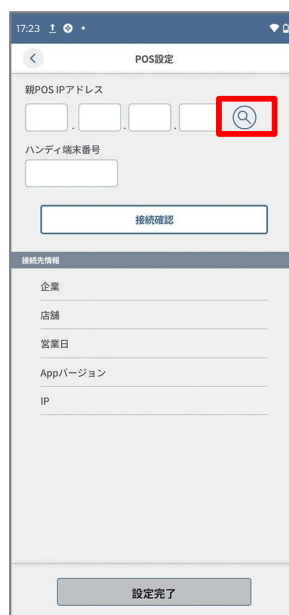 17:23
POS設定
親POS IPアドレス
. . .
ハンディ端末番号
接続確認
接続先情報
企業
店舗
営業日
Appバージョン
IP
設定完了